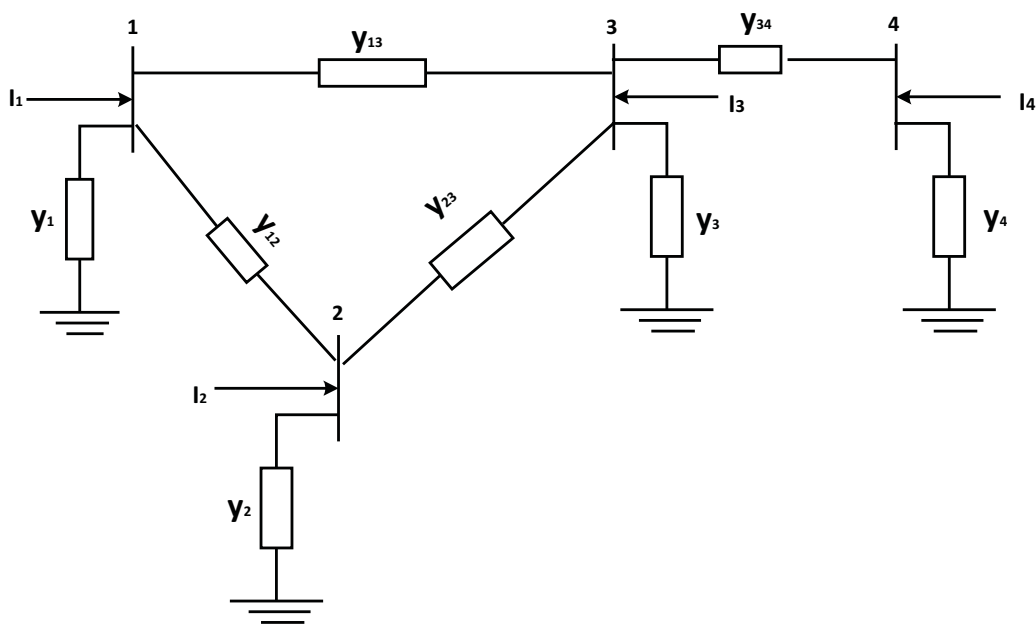 1
y₁₃
3
y₃₄
4
I₁
I₃
I₄
y₁
y₁₂
y₂₃
y₃
y₄
2
I₂
y₂